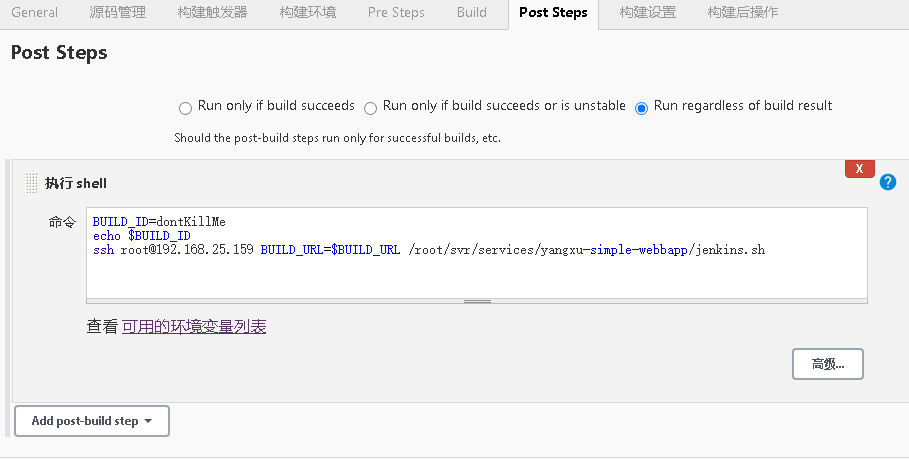 General 源码管理 构建触发器 构建环境 Pre Steps Build Post Steps 构建设置 构建后操作
Post Steps
Run only if build succeeds Run only if build succeeds or is unstable Run regardless of build result
Should the post-build steps run only for successful builds, etc.
X
执行 shell ?
命令
BUILD_ID=dontKillMe
echo $BUILD_ID
ssh root@192.168.25.159 BUILD_URL=$BUILD_URL /root/svr/services/yangxu-simple-webbapp/jenkins.sh
查看 可用的环境变量列表
高级...
Add post-build step